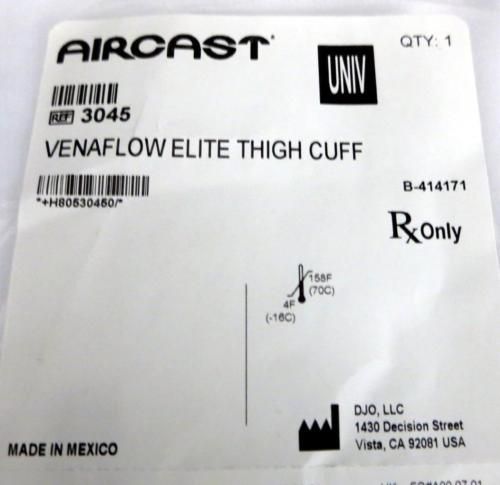 AIRCAST
UNIV
QTY: 1
REF 3045
VENAFLOW ELITE THIGH CUFF
*+H80530450/*
B-414171
Rx Only
158F
(70C)
4F
(-16C)
DJO, LLC
1430 Decision Street
Vista, CA 92081 USA
MADE IN MEXICO